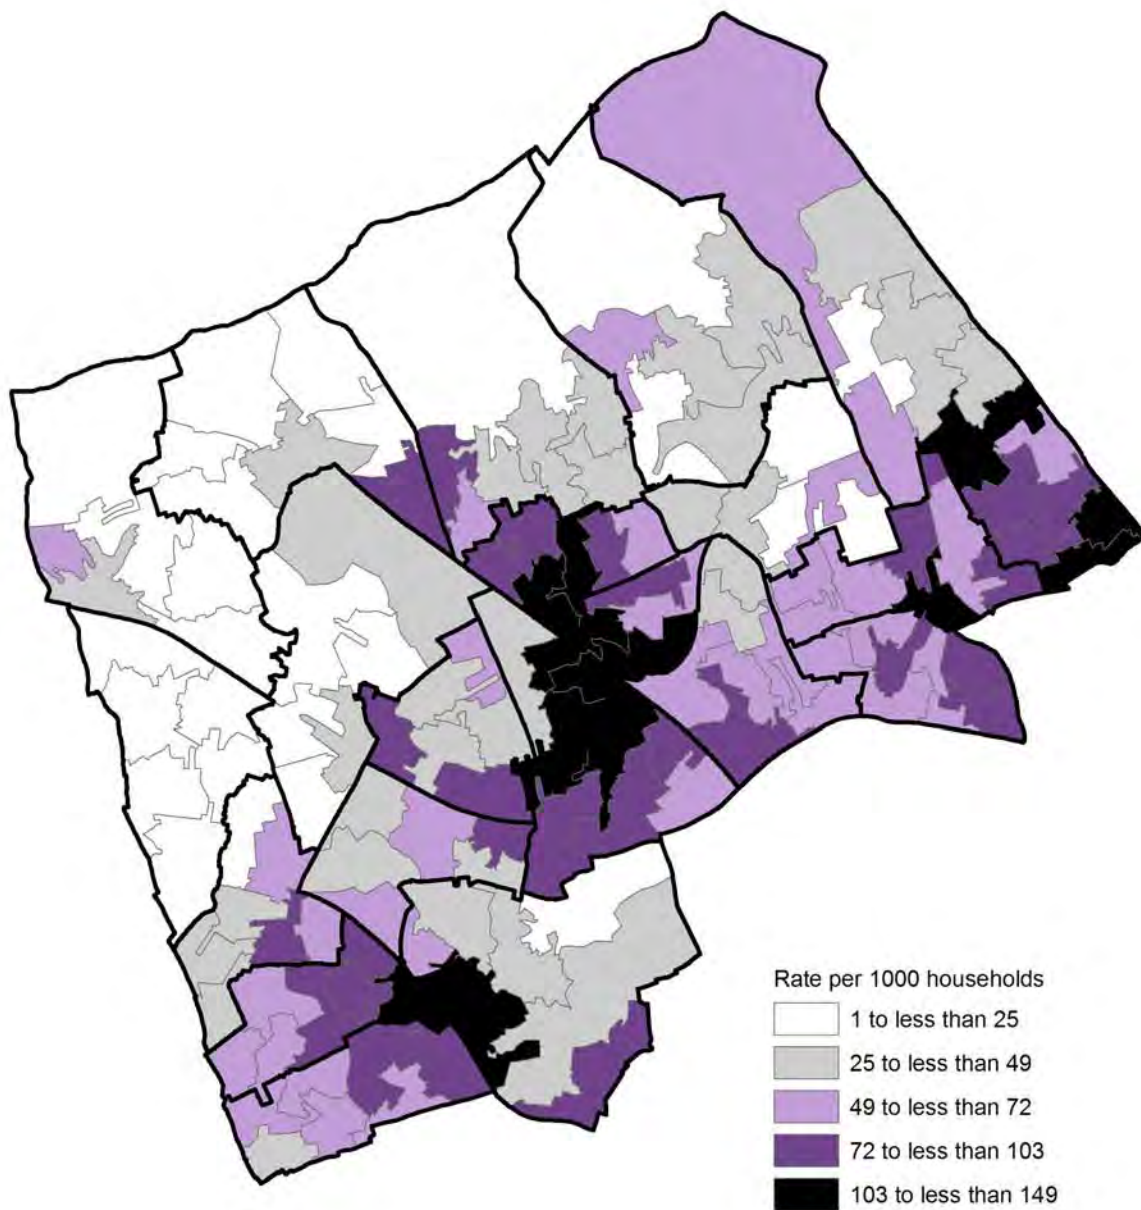 Rate per 1000 households
1 to less than 25
25 to less than 49
49 to less than 72
72 to less than 103
103 to less than 149